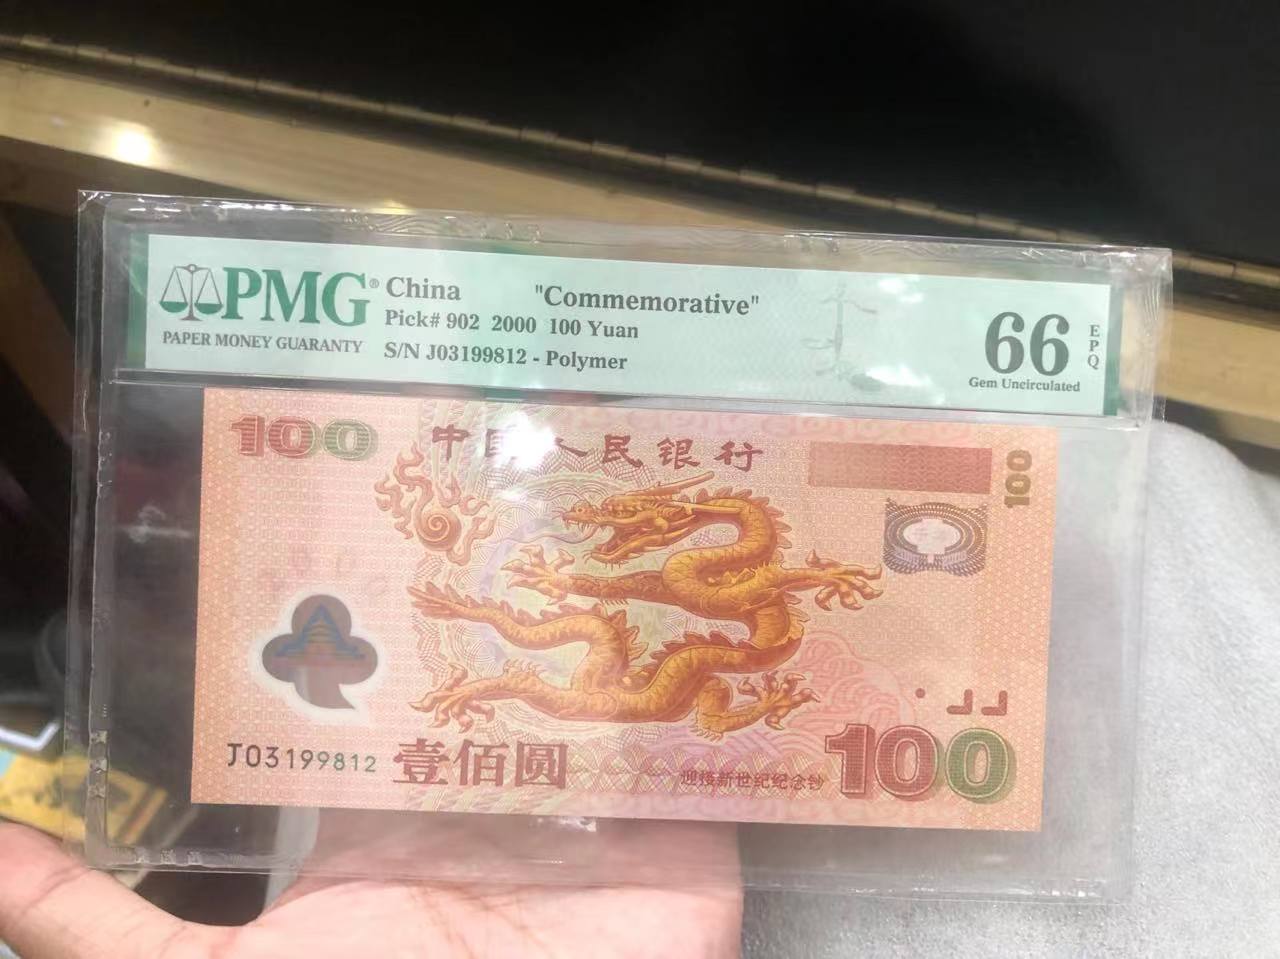 PMG® China "Commemorative"
Pick# 902 2000 100 Yuan
PAPER MONEY GUARANTY
S/N J03199812 - Polymer
66
EPQ
Gem Uncirculated
100
中国人民银行
100
J03199812
壹佰圆
迎接新世纪纪念钞
100